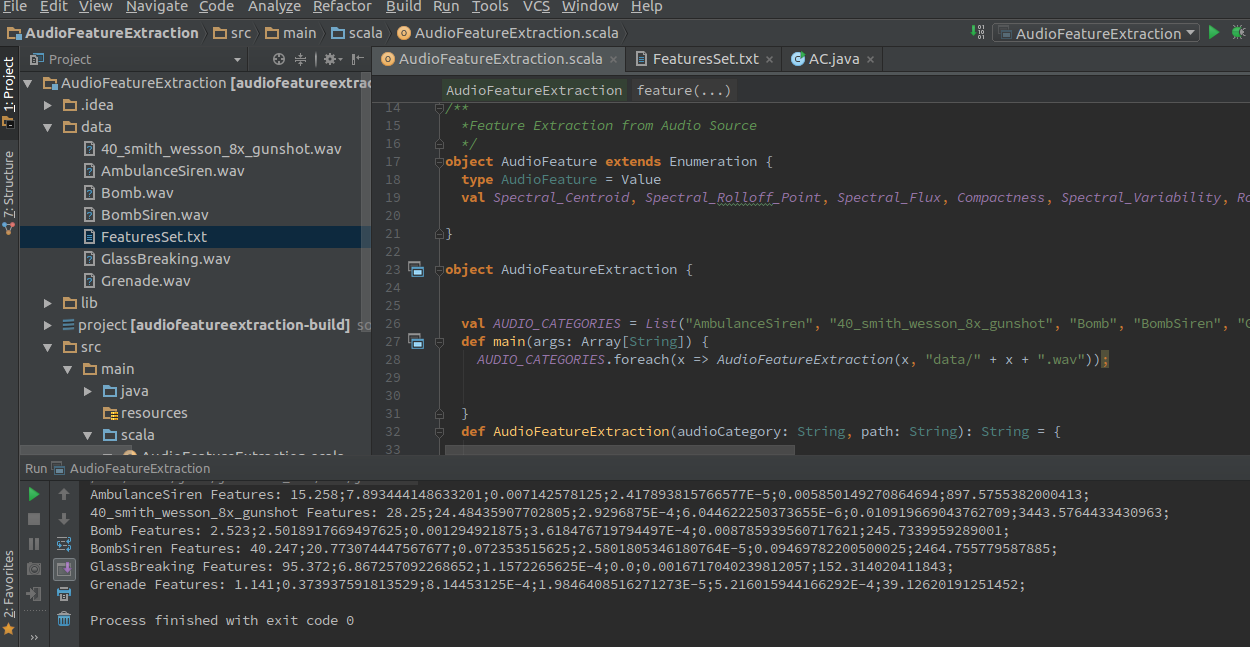 File Edit View Navigate Code Analyze Refactor Build Run Tools VCS Window Help
AudioFeatureExtraction src main scala AudioFeatureExtraction.scala AudioFeatureExtraction
1: Project
7: Structure
2: Favorites
Project
AudioFeatureExtraction [audiofeatureextrac
.idea
data
40_smith_wesson_8x_gunshot.wav
AmbulanceSiren.wav
Bomb.wav
BombSiren.wav
FeaturesSet.txt
GlassBreaking.wav
Grenade.wav
lib
project [audiofeatureextraction-build]
src
main
java
resources
scala
AudioFeatureExtraction.scala FeaturesSet.txt AC.java
AudioFeatureExtraction feature(...)
14 /**
15 *Feature Extraction from Audio Source
16 */
17 object AudioFeature extends Enumeration {
18 type AudioFeature = Value
19 val Spectral_Centroid, Spectral_Rolloff_Point, Spectral_Flux, Compactness, Spectral_Variability, Ro
20
21 }
22
23 object AudioFeatureExtraction {
24
25
26 val AUDIO_CATEGORIES = List("AmbulanceSiren", "40_smith_wesson_8x_gunshot", "Bomb", "BombSiren", "G
27 def main(args: Array[String]) {
28 AUDIO_CATEGORIES.foreach(x => AudioFeatureExtraction(x, "data/" + x + ".wav"));
29
30
31 }
32 def AudioFeatureExtraction(audioCategory: String, path: String): String = {
33
Run AudioFeatureExtraction
AmbulanceSiren Features: 15.258;7.893444148633201;0.007142578125;2.417893815766577E-5;0.005850149270864694;897.5755382000413;
40_smith_wesson_8x_gunshot Features: 28.25;24.48435907702805;2.9296875E-4;6.044622250373655E-6;0.010919669043762709;3443.5764433430963;
Bomb Features: 2.523;2.5018917669497625;0.001294921875;3.618476719794497E-4;0.008785939560717621;245.7339959289001;
BombSiren Features: 40.247;20.773074447567677;0.072353515625;2.5801805346180764E-5;0.09469782200500025;2464.755779587885;
GlassBreaking Features: 95.372;6.867257092268652;1.1572265625E-4;0.0;0.0016717040239812057;152.314020411843;
Grenade Features: 1.141;0.373937591813529;8.14453125E-4;1.9846408516271273E-5;5.216015944166292E-4;39.12620191251452;
Process finished with exit code 0